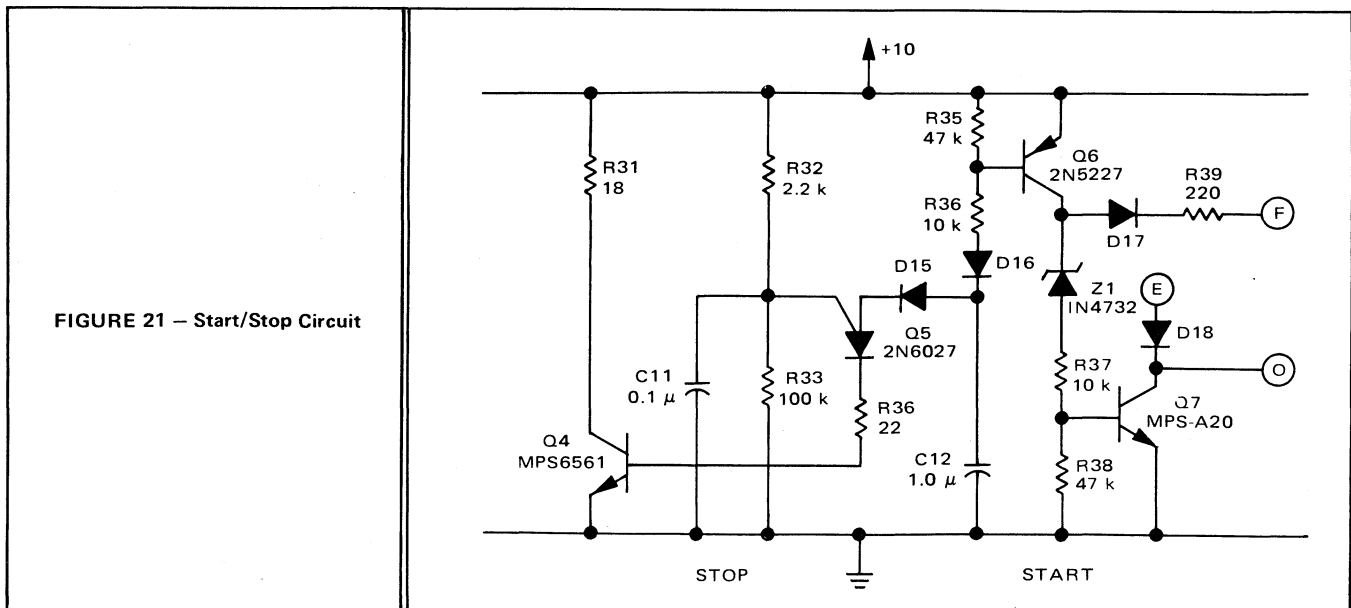 FIGURE 21 – Start/Stop Circuit
+10
R31
18
R32
2.2 k
R35
47 k
Q6
2N5227
R39
220
F
R36
10 k
D17
D16
D15
Z1
IN4732
E
D18
O
Q5
2N6027
C11
0.1 μ
R33
100 k
R36
22
R37
10 k
Q7
MPS-A20
Q4
MPS6561
C12
1.0 μ
R38
47 k
STOP
START